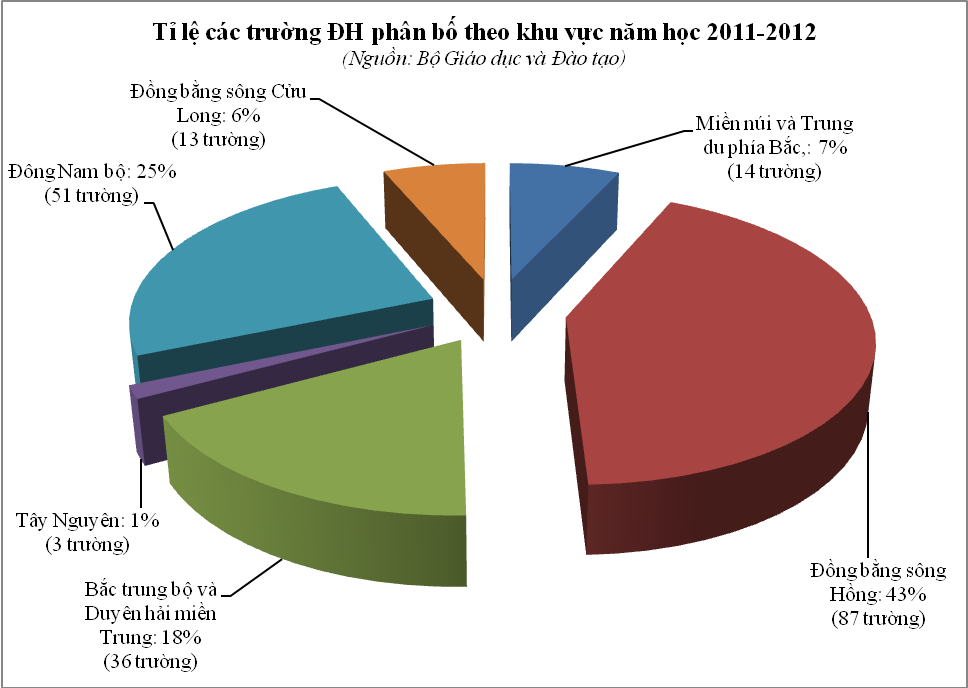 Tỉ lệ các trường ĐH phân bố theo khu vực năm học 2011-2012
(Nguồn: Bộ Giáo dục và Đào tạo)
Đồng bằng sông Cửu
Long: 6%
(13 trường)
Miền núi và Trung
du phía Bắc,: 7%
(14 trường)
Đông Nam bộ: 25%
(51 trường)
Tây Nguyên: 1%
(3 trường)
Bắc trung bộ và
Duyên hải miền
Trung: 18%
(36 trường)
Đồng bằng sông
Hồng: 43%
(87 trường)